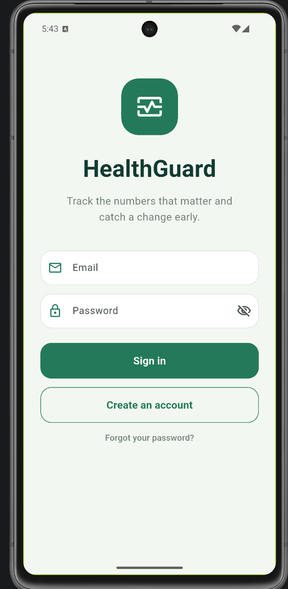 5:43
HealthGuard
Track the numbers that matter and
catch a change early.
Email
Password
Sign in
Create an account
Forgot your password?